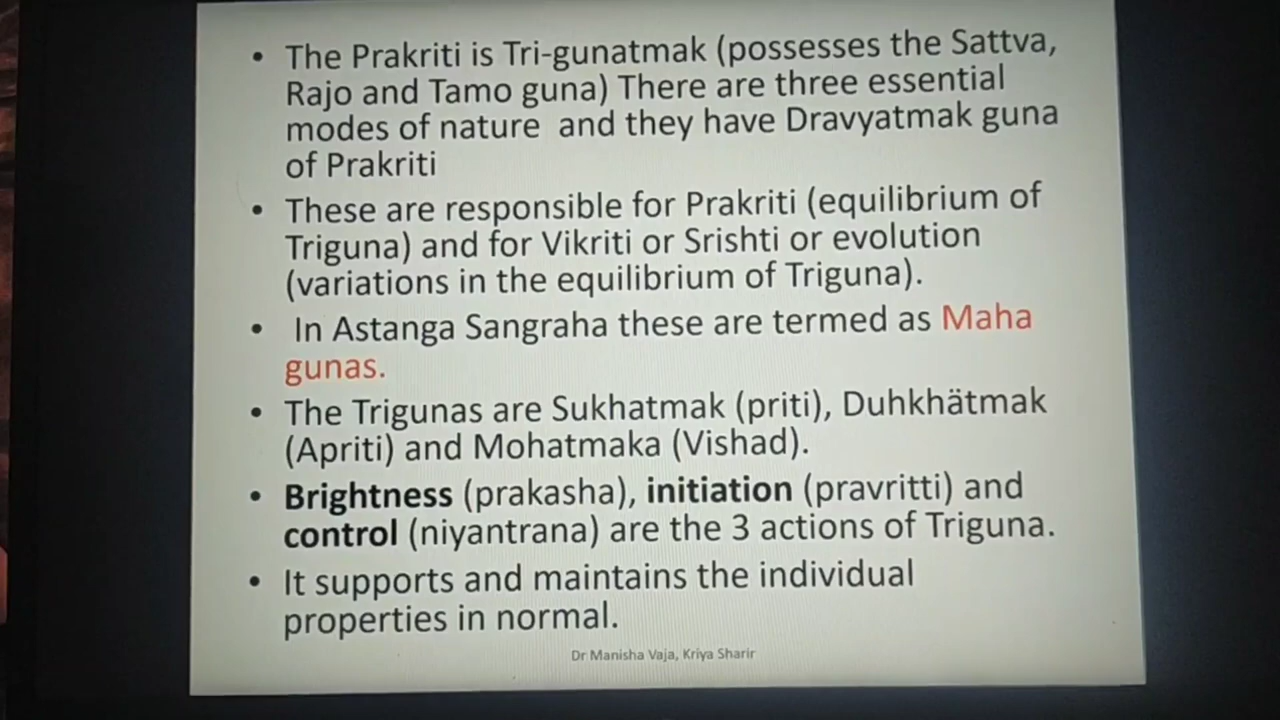 • The Prakriti is Tri-gunatmak (possesses the Sattva,
Rajo and Tamo guna) There are three essential
modes of nature and they have Dravyatmak guna
of Prakriti
• These are responsible for Prakriti (equilibrium of
Triguna) and for Vikriti or Srishti or evolution
(variations in the equilibrium of Triguna).
• In Astanga Sangraha these are termed as Maha
gunas.
• The Trigunas are Sukhatmak (priti), Duhkhätmak
(Apriti) and Mohatmaka (Vishad).
• Brightness (prakasha), initiation (pravritti) and
control (niyantrana) are the 3 actions of Triguna.
• It supports and maintains the individual
properties in normal.
Dr Manisha Vaja, Kriya Sharir